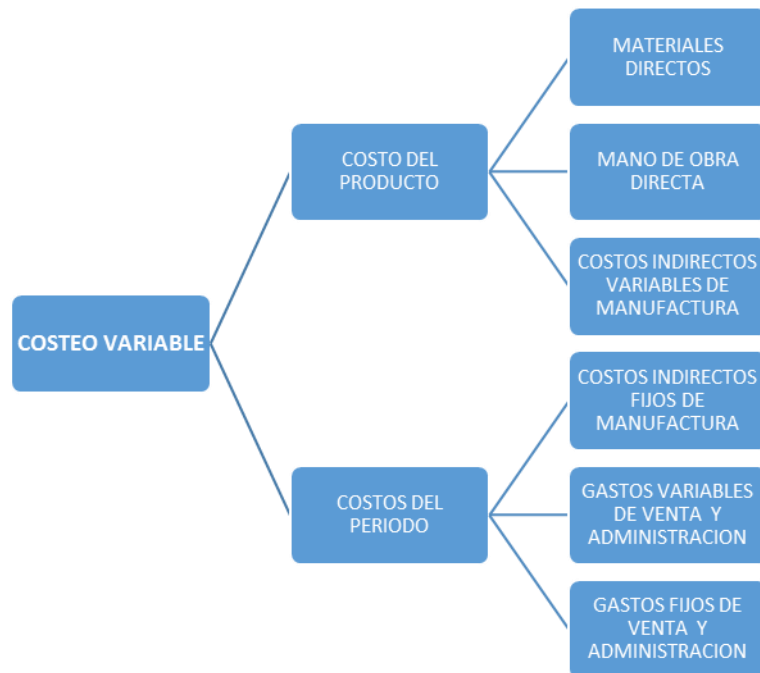 COSTEO VARIABLE
COSTO DEL
PRODUCTO
MATERIALES
DIRECTOS
MANO DE OBRA
DIRECTA
COSTOS INDIRECTOS
VARIABLES DE
MANUFACTURA
COSTOS DEL
PERIODO
COSTOS INDIRECTOS
FIJOS DE
MANUFACTURA
GASTOS VARIABLES
DE VENTA Y
ADMINISTRACION
GASTOS FIJOS DE
VENTA Y
ADMINISTRACION